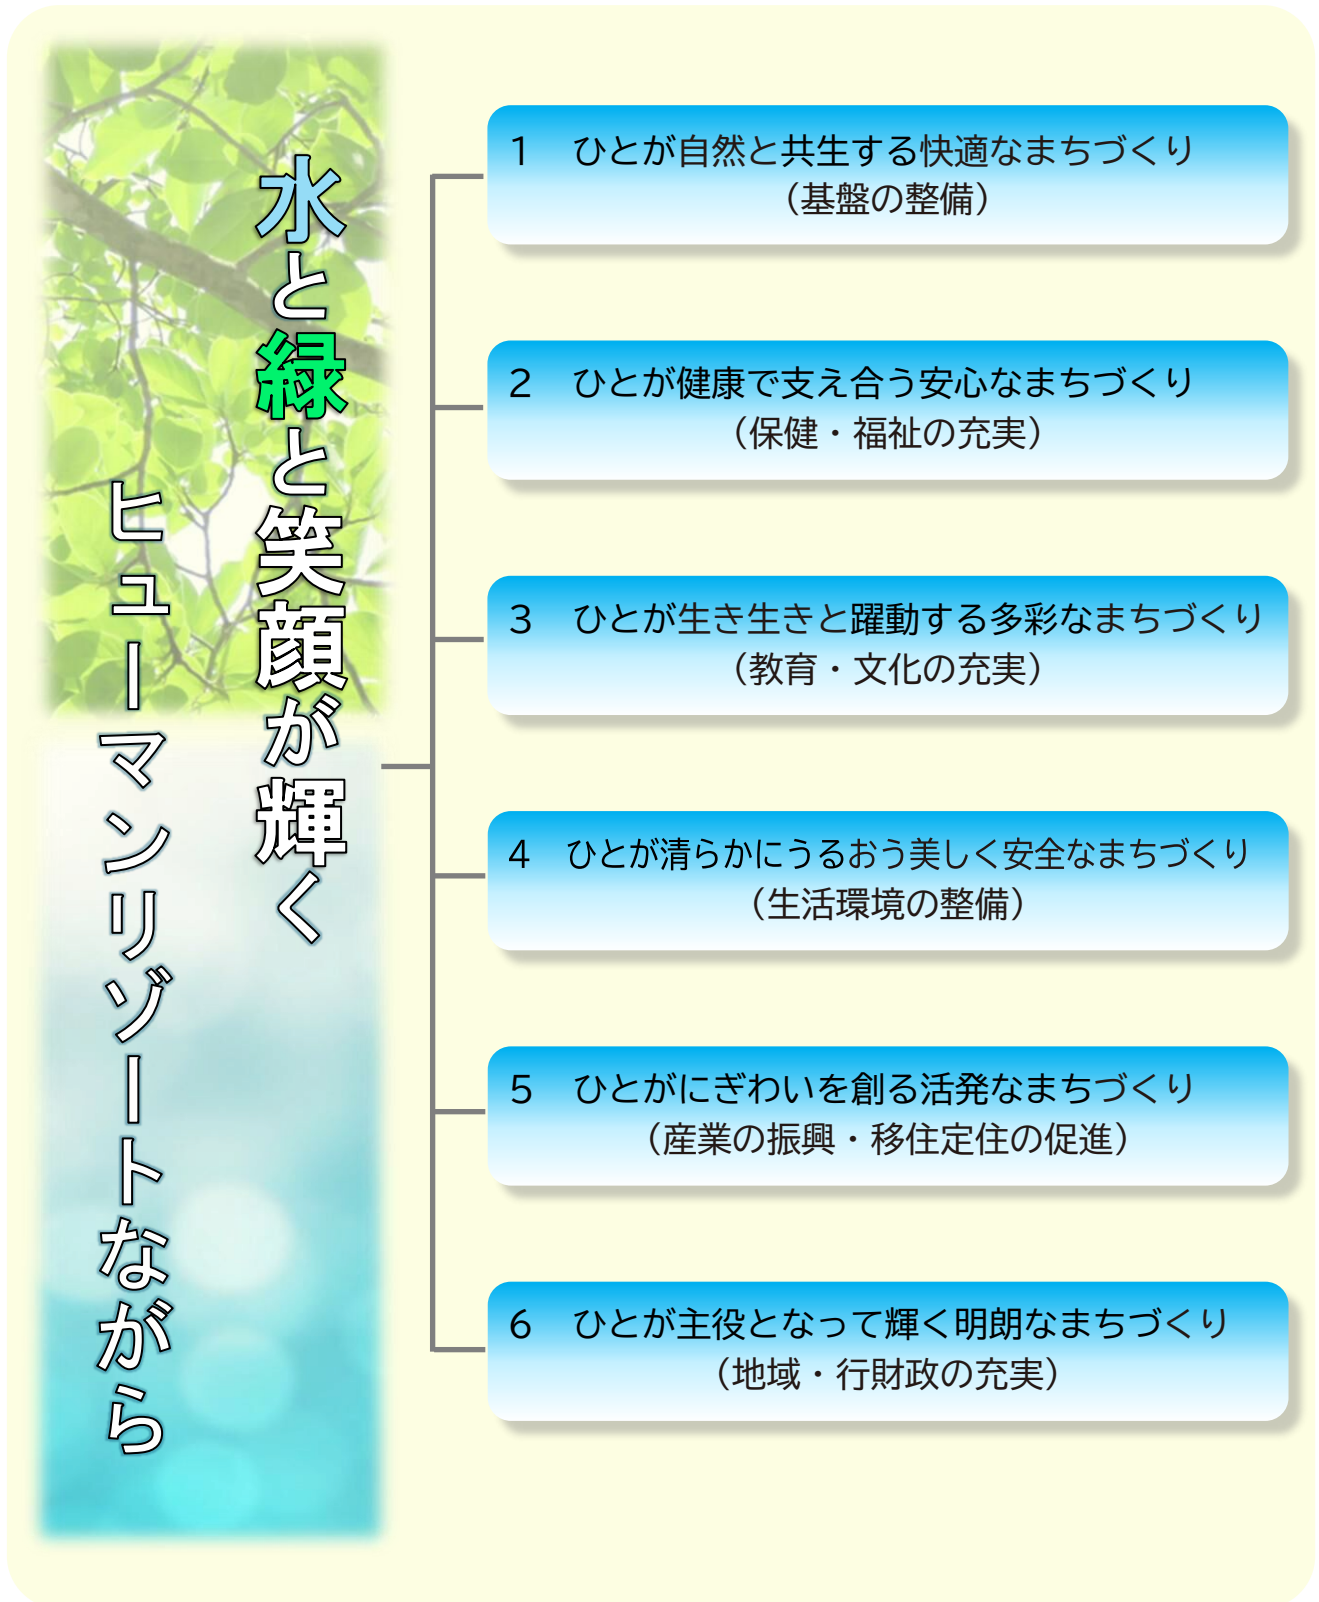 水と緑と笑顔が輝く
ヒューマンリゾートながら
1　ひとが自然と共生する快適なまちづくり
（基盤の整備）
2　ひとが健康で支え合う安心なまちづくり
（保健・福祉の充実）
3　ひとが生き生きと躍動する多彩なまちづくり
（教育・文化の充実）
4　ひとが清らかにうるおう美しく安全なまちづくり
（生活環境の整備）
5　ひとがにぎわいを創る活発なまちづくり
（産業の振興・移住定住の促進）
6　ひとが主役となって輝く明朗なまちづくり
（地域・行財政の充実）